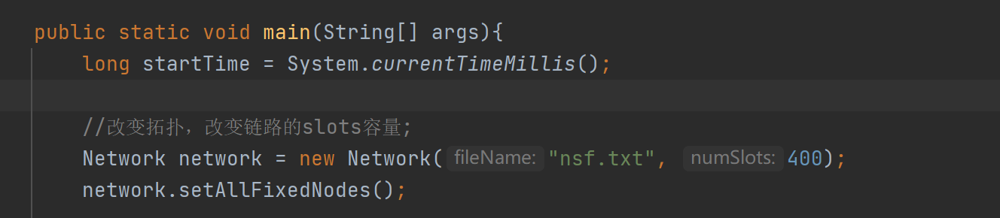 public static void main(String[] args){
long startTime = System.currentTimeMillis();
//改变拓扑，改变链路的slots容量;
Network network = new Network( fileName: "nsf.txt", numSlots: 400);
network.setAllFixedNodes();